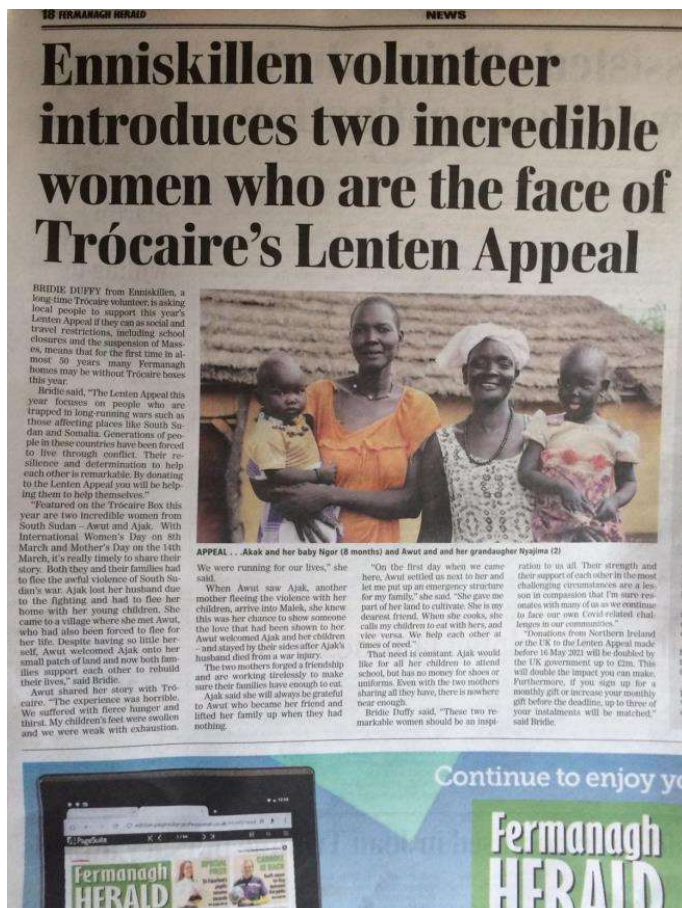 18 FERMANAGH HERALD
NEWS
Enniskillen volunteer
introduces two incredible
women who are the face of
Trócaire's Lenten Appeal
BRIDIE DUFFY from Enniskillen, a
long-time Trócaire volunteer, is asking
local people to support this year's
Lenten Appeal if they can as social and
travel restrictions, including school
closures and the suspension of Mass-
es, means that for the first time in al-
most 50 years many Fermanagh
homes may be without Trócaire boxes
this year.
Bridie said, "The Lenten Appeal this
year focuses on people who are
trapped in long-running wars such as
those affecting places like South Su-
dan and Somalia. Generations of peo-
ple in these countries have been forced
to live through conflict. Their re-
silience and determination to help
each other is remarkable. By donating
to the Lenten Appeal you will be help-
ing them to help themselves."
"Featured on the Trócaire Box this
year are two incredible women from
South Sudan – Awut and Ajak. With
International Women's Day on 8th
March and Mother's Day on the 14th
March, it's really timely to share their
story. Both they and their families had
to flee the awful violence of South Su-
dan's war. Ajak lost her husband due
to the fighting and had to flee her
home with her young children. She
came to a village where she met Awut,
who had also been forced to flee for
her life. Despite having so little her-
self, Awut welcomed Ajak onto her
small patch of land and now both fam-
ilies support each other to rebuild
their lives," said Bridie.
Awut shared her story with Tró-
caire. "The experience was horrible.
We suffered with fierce hunger and
thirst. My children's feet were swollen
and we were weak with exhaustion.
APPEAL . . .Akak and her baby Ngor (8 months) and Awut and and her grandaugher Nyajima (2)
We were running for our lives," she
said.
When Awut saw Ajak, another
mother fleeing the violence with her
children, arrive into Malek, she knew
this was her chance to show someone
the love that had been shown to her.
Awut welcomed Ajak and her children
– and stayed by their sides after Ajak's
husband died from a war injury.
The two mothers forged a friendship
and are working tirelessly to make
sure their families have enough to eat.
Ajak said she will always be grateful
to Awut who became her friend and
lifted her family up when they had
nothing.
"On the first day when we came
here, Awut settled us next to her and
let me put up an emergency structure
for my family," she said. "She gave me
part of her land to cultivate. She is my
dearest friend. When she cooks, she
calls my children to eat with hers, and
vice versa. We help each other at
times of need."
That need is constant. Ajak would
like for all her children to attend
school, but has no money for shoes or
uniforms. Even with the two mothers
sharing all they have, there is nowhere
near enough.
Bridie Duffy said, "These two re-
markable women should be an inspi-
ration to us all. Their strength and
their support of each other in the most
challenging circumstances are a les-
son in compassion that I'm sure res-
onates with many of us as we continue
to face our own Covid-related chal-
lenges in our communities."
"Donations from Northern Ireland
or the UK to the Lenten Appeal made
before 16 May 2021 will be doubled by
the UK government up to £2m. This
will double the impact you can make.
Furthermore, if you sign up for a
monthly gift or increase your monthly
gift before the deadline, up to three of
your instalments will be matched,"
said Bridie.
Continue to enjoy yo
Fermanagh
HERALD
PageSuite
Fermanagh
HERALD